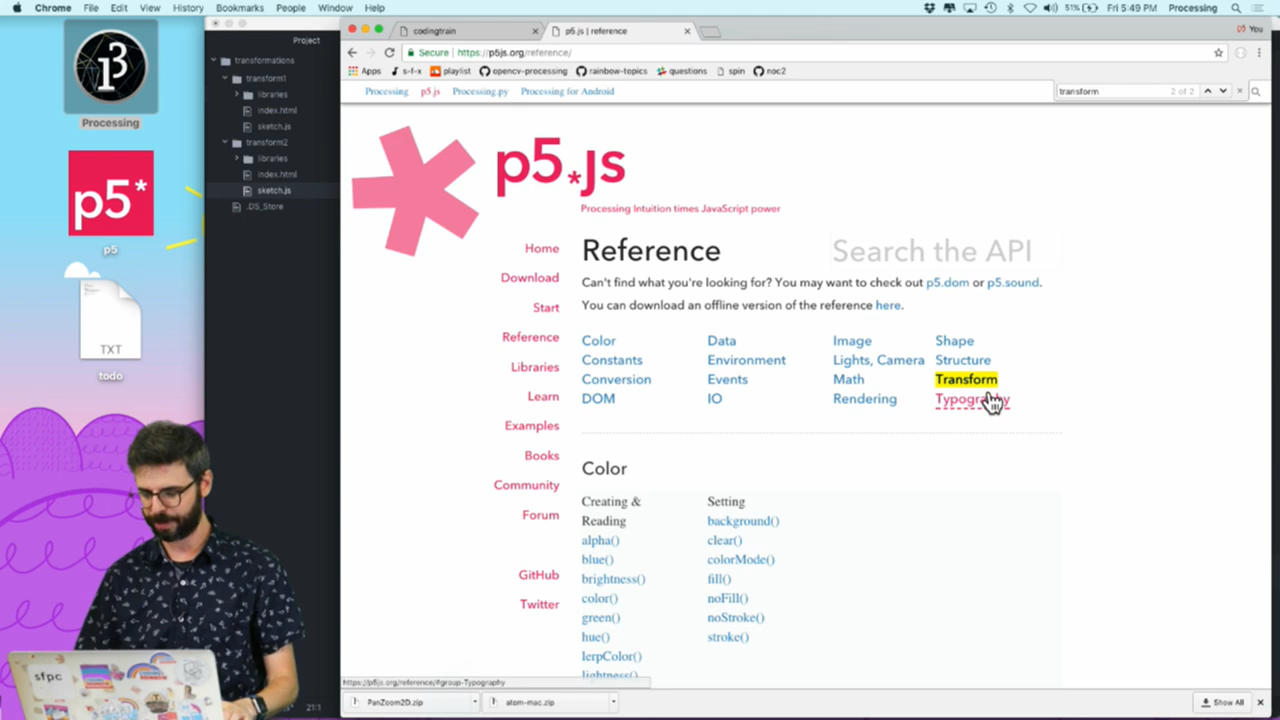 Chrome File Edit View History Bookmarks People Window Help 51% Fri 5:49 PM Processing
Processing
p5*
p5
TXT
todo
Project
transformations
transform1
libraries
index.html
sketch.js
transform2
libraries
index.html
sketch.js
.DS_Store
codingtrain
p5.js | reference
You
Secure https://p5js.org/reference/
Apps s-f-x playlist opencv-processing rainbow-topics questions spin noc2
Processing p5.js Processing.py Processing for Android
transform 2 of 2
p5.js
Processing Intuition times JavaScript power
Home
Download
Start
Reference
Libraries
Learn
Examples
Books
Community
Forum
GitHub
Twitter
Reference
Search the API
Can't find what you're looking for? You may want to check out p5.dom or p5.sound.
You can download an offline version of the reference here.
Color Data Image Shape
Constants Environment Lights, Camera Structure
Conversion Events Math Transform
DOM IO Rendering Typography
Color
Creating &
Reading
alpha()
blue()
brightness()
color()
green()
hue()
lerpColor()
lightness()
Setting
background()
clear()
colorMode()
fill()
noFill()
noStroke()
stroke()
https://p5js.org/reference/#group-Typography
PanZoom2D.zip
atom-mac.zip
Show All
21:1
sfpc